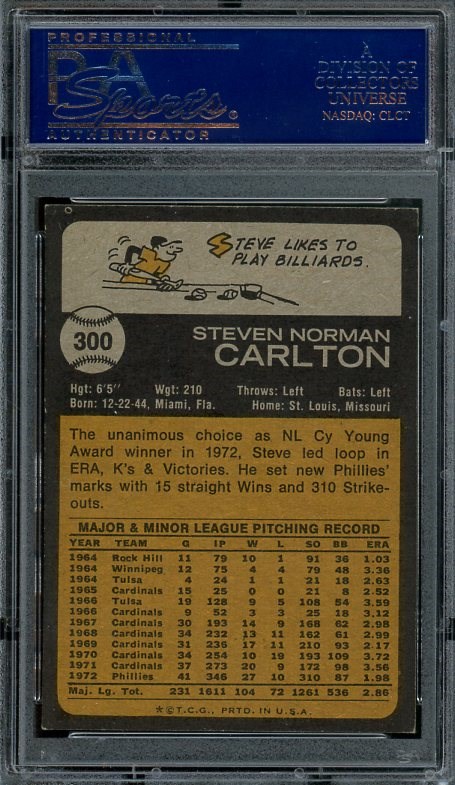 PROFESSIONAL
PSA
Sports
AUTHENTICATOR
A
DIVISION OF
COLLECTORS
UNIVERSE
NASDAQ: CLCT
STEVE LIKES TO
PLAY BILLIARDS.
300
STEVEN NORMAN
CARLTON
Hgt: 6'5" Wgt: 210 Throws: Left Bats: Left
Born: 12-22-44, Miami, Fla. Home: St. Louis, Missouri
The unanimous choice as NL Cy Young
Award winner in 1972, Steve led loop in
ERA, K's & Victories. He set new Phillies'
marks with 15 straight Wins and 310 Strike-
outs.
MAJOR & MINOR LEAGUE PITCHING RECORD
YEAR TEAM G IP W L SO BB ERA
1964 Rock Hill 11 79 10 1 91 36 1.03
1964 Winnipeg 12 75 4 4 79 48 3.36
1964 Tulsa 4 24 1 1 21 18 2.63
1965 Cardinals 15 25 0 0 21 8 2.52
1966 Tulsa 19 128 9 5 108 54 3.59
1966 Cardinals 9 52 3 3 25 18 3.12
1967 Cardinals 30 193 14 9 168 62 2.98
1968 Cardinals 34 232 13 11 162 61 2.99
1969 Cardinals 31 236 17 11 210 93 2.17
1970 Cardinals 34 254 10 19 193 109 3.72
1971 Cardinals 37 273 20 9 172 98 3.56
1972 Phillies 41 346 27 10 310 87 1.98
Maj. Lg. Tot. 231 1611 104 72 1261 536 2.86
*©T.C.G., PRTD. IN U.S.A.